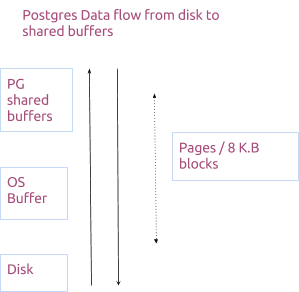 Postgres Data flow from disk to
shared buffers
PG
shared
buffers
Pages / 8 K.B
blocks
OS
Buffer
Disk